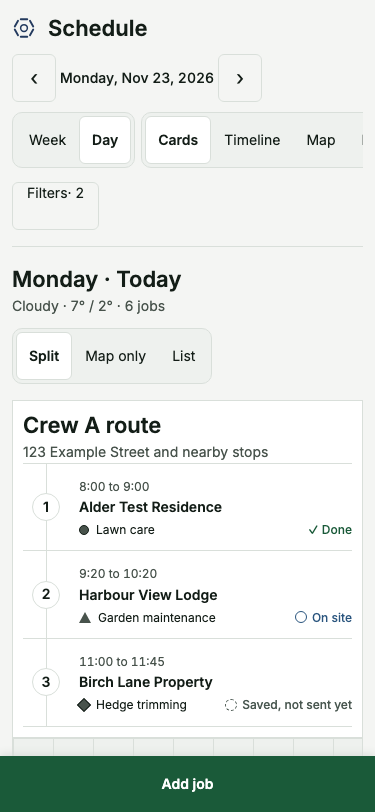 Schedule
‹ Monday, Nov 23, 2026 ›
Week Day Cards Timeline Map
Filters· 2
Monday · Today
Cloudy · 7° / 2° · 6 jobs
Split Map only List
Crew A route
123 Example Street and nearby stops
8:00 to 9:00
1 Alder Test Residence
Lawn care ✓ Done
9:20 to 10:20
2 Harbour View Lodge
Garden maintenance On site
11:00 to 11:45
3 Birch Lane Property
Hedge trimming Saved, not sent yet
Add job